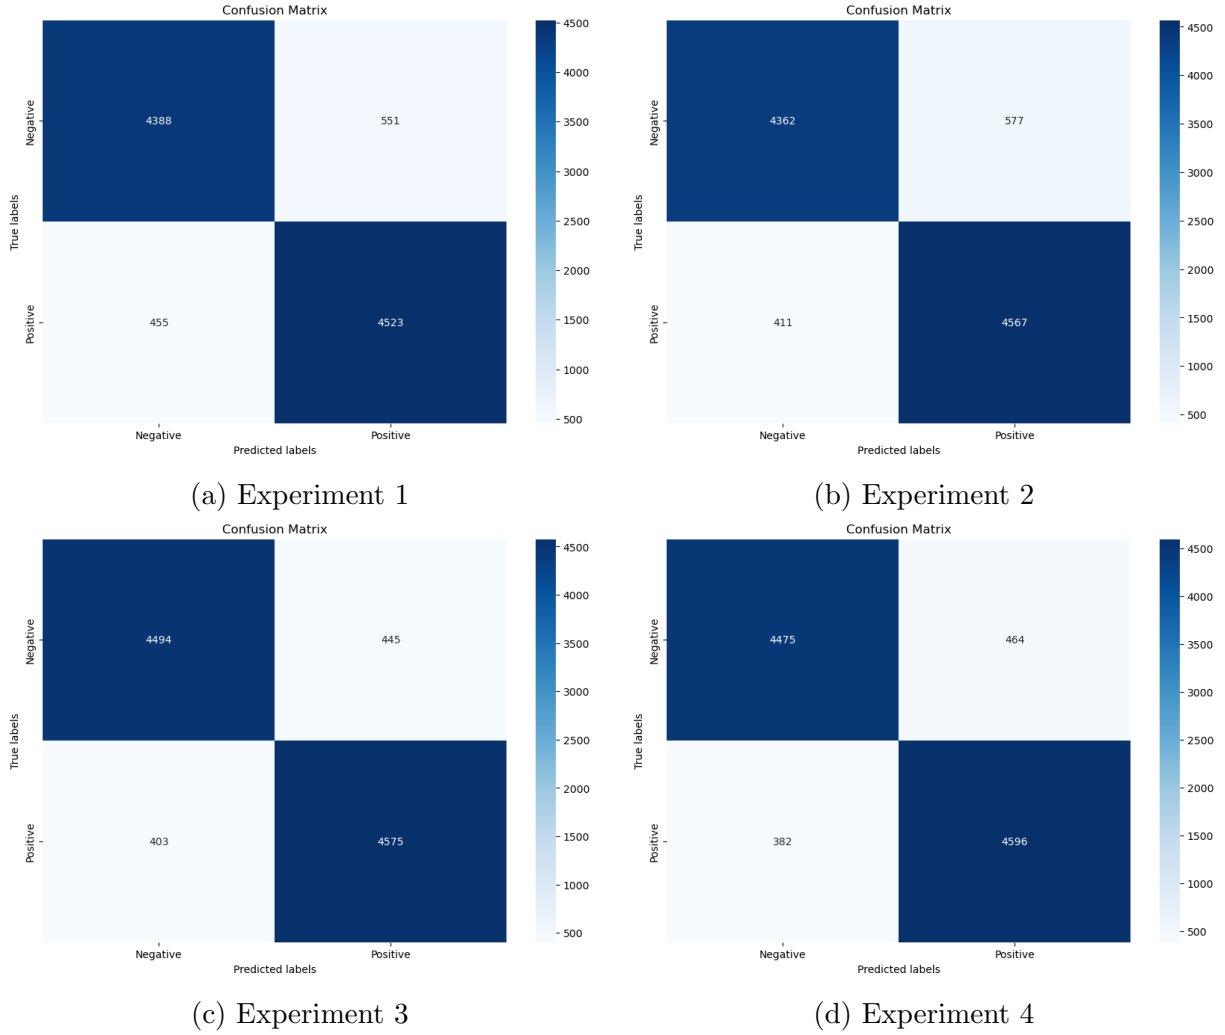 Confusion Matrix
4500
4000
3500
3000
2500
2000
1500
1000
500
True labels
Negative
Positive
4388
551
455
4523
Negative
Positive
Predicted labels
(a) Experiment 1
Confusion Matrix
4500
4000
3500
3000
2500
2000
1500
1000
500
True labels
Negative
Positive
4362
577
411
4567
Negative
Positive
Predicted labels
(b) Experiment 2
Confusion Matrix
4500
4000
3500
3000
2500
2000
1500
1000
500
True labels
Negative
Positive
4494
445
403
4575
Negative
Positive
Predicted labels
(c) Experiment 3
Confusion Matrix
4500
4000
3500
3000
2500
2000
1500
1000
500
True labels
Negative
Positive
4475
464
382
4596
Negative
Positive
Predicted labels
(d) Experiment 4